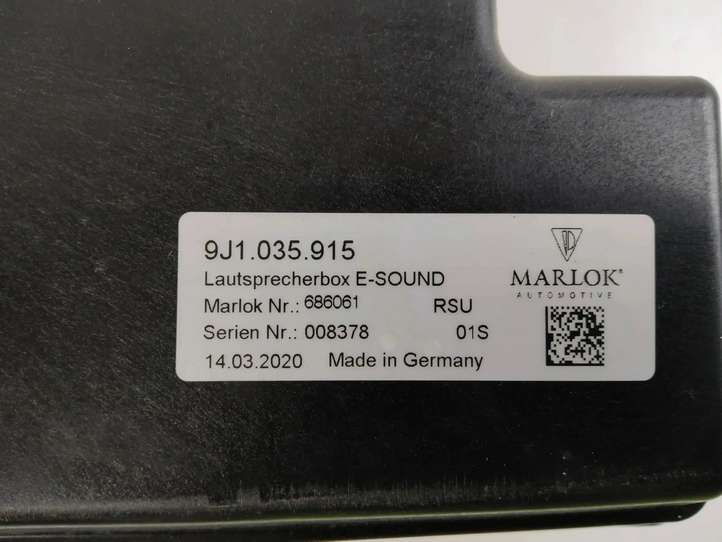 9J1.035.915
Lautsprecherbox E-SOUND
Marlok Nr.: 686061 RSU
Serien Nr.: 008378 01S
14.03.2020 Made in Germany
MARLOK®
AUTOMOTIVE